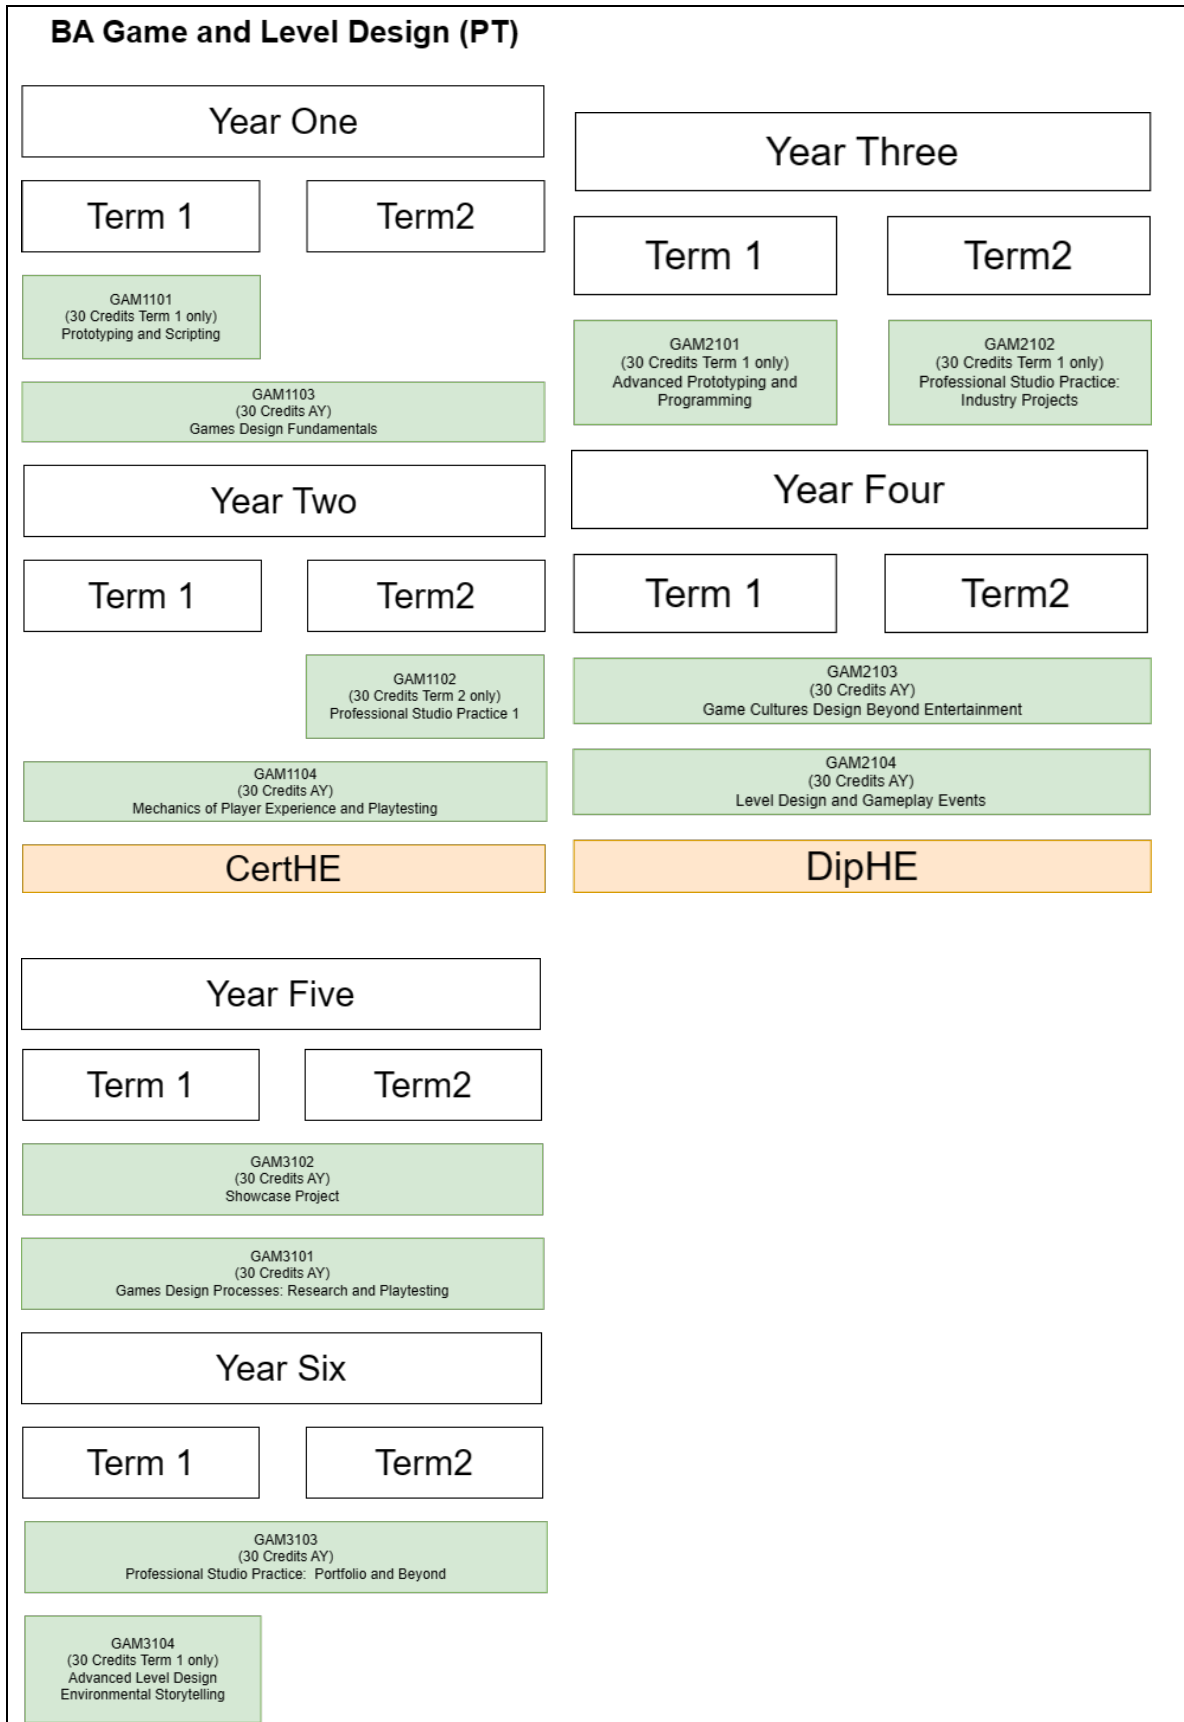 BA Game and Level Design (PT)
Year One
Term 1
Term2
GAM1101
(30 Credits Term 1 only)
Prototyping and Scripting
GAM1103
(30 Credits AY)
Games Design Fundamentals
Year Two
Term 1
Term2
GAM1102
(30 Credits Term 2 only)
Professional Studio Practice 1
GAM1104
(30 Credits AY)
Mechanics of Player Experience and Playtesting
CertHE
Year Three
Term 1
Term2
GAM2101
(30 Credits Term 1 only)
Advanced Prototyping and
Programming
GAM2102
(30 Credits Term 1 only)
Professional Studio Practice:
Industry Projects
Year Four
Term 1
Term2
GAM2103
(30 Credits AY)
Game Cultures Design Beyond Entertainment
GAM2104
(30 Credits AY)
Level Design and Gameplay Events
DipHE
Year Five
Term 1
Term2
GAM3102
(30 Credits AY)
Showcase Project
GAM3101
(30 Credits AY)
Games Design Processes: Research and Playtesting
Year Six
Term 1
Term2
GAM3103
(30 Credits AY)
Professional Studio Practice: Portfolio and Beyond
GAM3104
(30 Credits Term 1 only)
Advanced Level Design
Environmental Storytelling